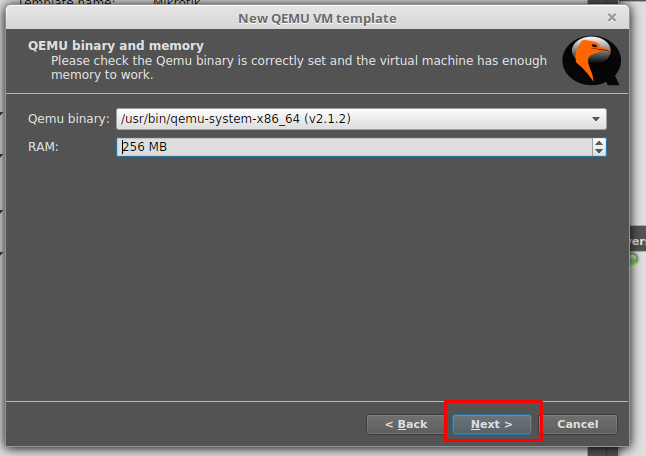 Template name: Mikrotik
New QEMU VM template
QEMU binary and memory
Please check the Qemu binary is correctly set and the virtual machine has enough
memory to work.
Qemu binary: /usr/bin/qemu-system-x86_64 (v2.1.2)
RAM: 256 MB
< Back Next > Cancel